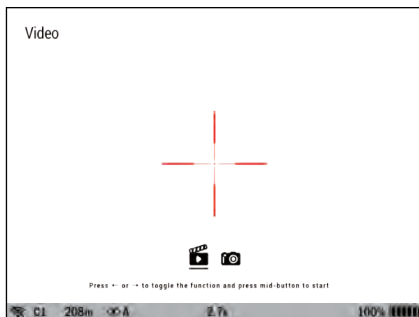 Video
Press ← or → to toggle the function and press mid-button to start
C1 208m A 2.7x 100%